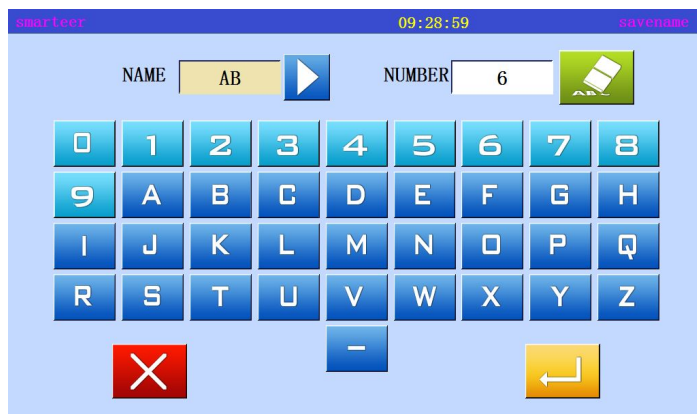 smarteer 09:28:59 savename
NAME AB NUMBER 6
ABC
0 1 2 3 4 5 6 7 8
9 A B C D E F G H
I J K L M N O P Q
R S T U V W X Y Z
-